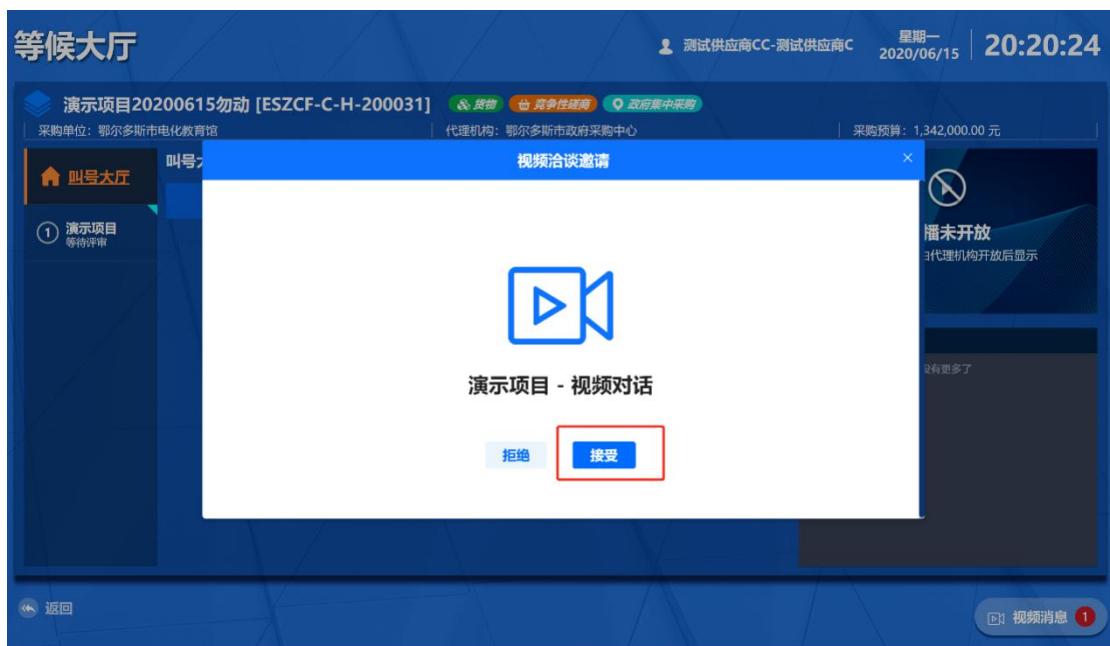 等候大厅
测试供应商CC-测试供应商C
星期一
2020/06/15
20:20:24
演示项目20200615勿动 [ESZCF-C-H-200031]
货物
竞争性磋商
政府集中采购
采购单位：鄂尔多斯市电化教育馆
代理机构：鄂尔多斯市政府采购中心
采购预算：1,342,000.00 元
叫号大厅
叫号
视频洽谈邀请
×
1
演示项目
等待评审
播未开放
代理机构开放后显示
没有更多了
演示项目 - 视频对话
拒绝
接受
返回
视频消息
1